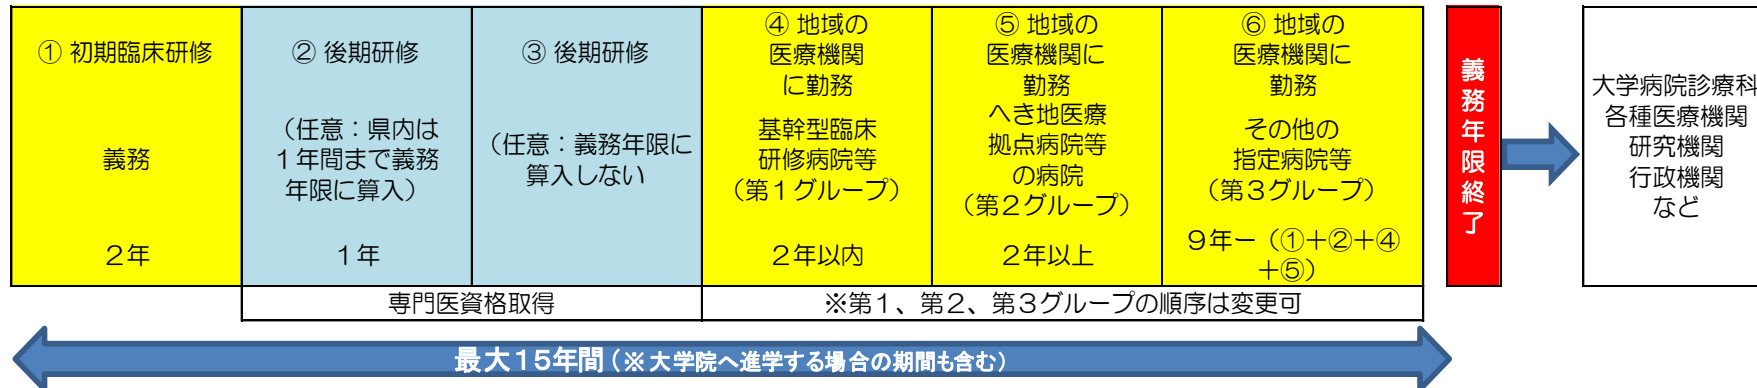 ① 初期臨床研修
義務
２年
② 後期研修
（任意：県内は
１年間まで義務
年限に算入）
１年
③ 後期研修
（任意：義務年限に
算入しない
④ 地域の
医療機関
に勤務
基幹型臨床
研修病院等
（第１グループ）
２年以内
⑤ 地域の
医療機関に
勤務
へき地医療
拠点病院等
の病院
（第２グループ）
２年以上
⑥ 地域の
医療機関に
勤務
その他の
指定病院等
（第３グループ）
９年ー（①＋②＋④
＋⑤）
専門医資格取得
※第１、第２、第３グループの順序は変更可
義務年限終了
大学病院診療科
各種医療機関
研究機関
行政機関
など
最大１５年間（※大学院へ進学する場合の期間も含む）